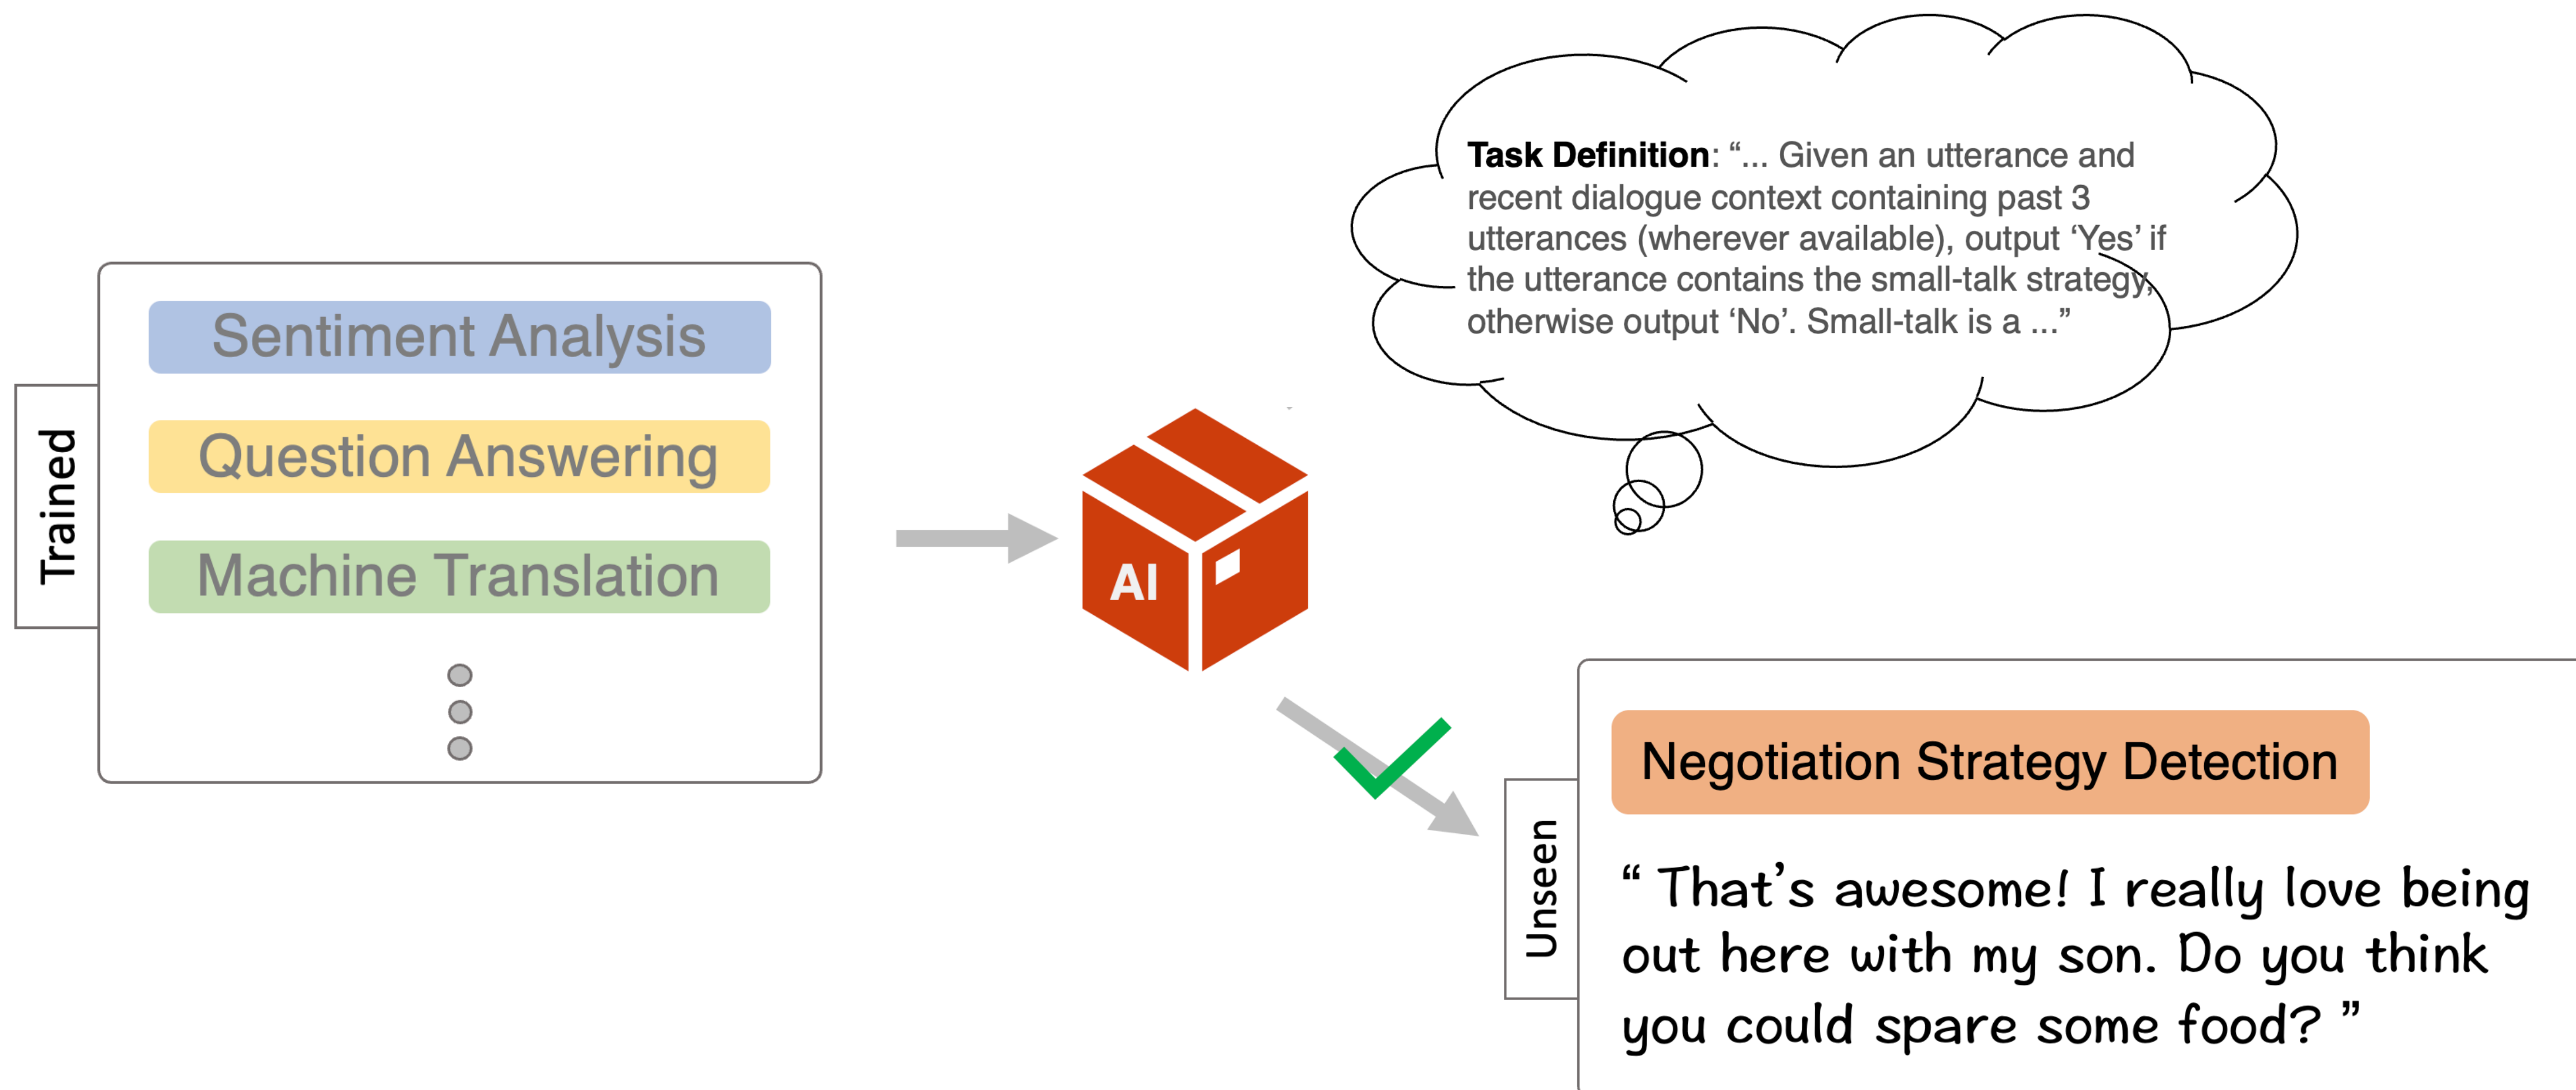 Trained
Sentiment Analysis
Question Answering
Machine Translation
AI
Task Definition: “... Given an utterance and
recent dialogue context containing past 3
utterances (wherever available), output ‘Yes’ if
the utterance contains the small-talk strategy,
otherwise output ‘No’. Small-talk is a ...”
Unseen
Negotiation Strategy Detection
“ That’s awesome! I really love being
out here with my son. Do you think
you could spare some food? ”